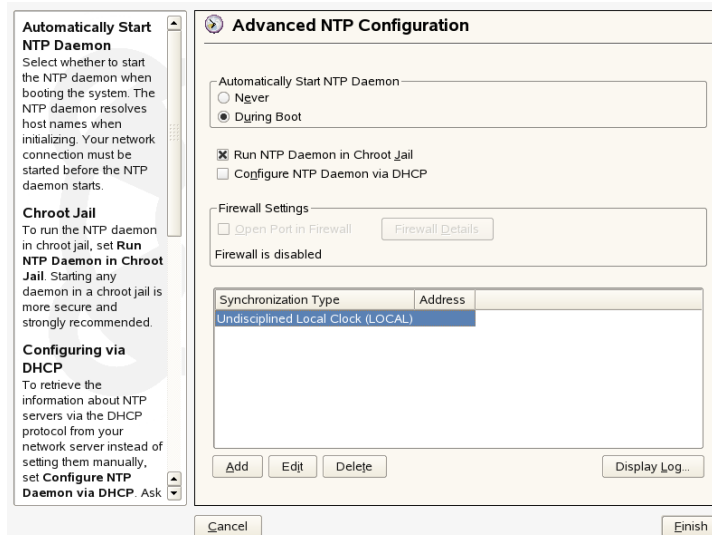 Automatically Start
NTP Daemon
Select whether to start
the NTP daemon when
booting the system. The
NTP daemon resolves
host names when
initializing. Your network
connection must be
started before the NTP
daemon starts.
Chroot Jail
To run the NTP daemon
in chroot jail, set Run
NTP Daemon in Chroot
Jail. Starting any
daemon in a chroot jail is
more secure and
strongly recommended.
Configuring via
DHCP
To retrieve the
information about NTP
servers via the DHCP
protocol from your
network server instead of
setting them manually,
set Configure NTP
Daemon via DHCP. Ask
Advanced NTP Configuration
Automatically Start NTP Daemon
Never
During Boot
Run NTP Daemon in Chroot Jail
Configure NTP Daemon via DHCP
Firewall Settings
Open Port in Firewall Firewall Details
Firewall is disabled
Synchronization Type Address
Undisciplined Local Clock (LOCAL)
Add Edit Delete Display Log...
Cancel Finish